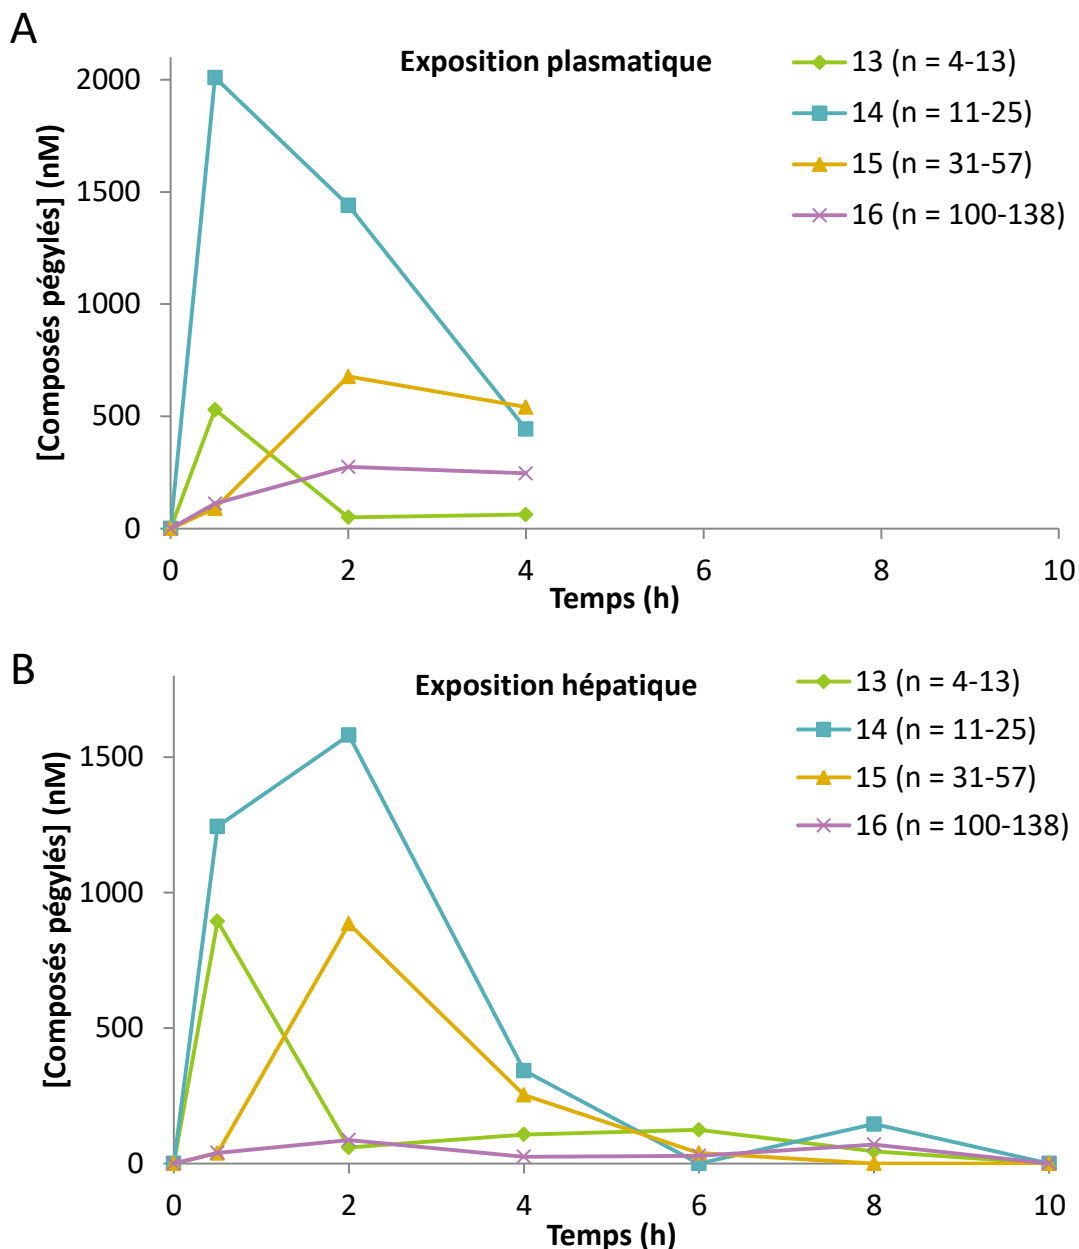 A
Exposition plasmatique
13 (n = 4-13)
14 (n = 11-25)
15 (n = 31-57)
16 (n = 100-138)
[Composés pégylés] (nM)
2000
1500
1000
500
0
0 2 4 6 8 10
Temps (h)
B
Exposition hépatique
13 (n = 4-13)
14 (n = 11-25)
15 (n = 31-57)
16 (n = 100-138)
[Composés pégylés] (nM)
1500
1000
500
0
0 2 4 6 8 10
Temps (h)